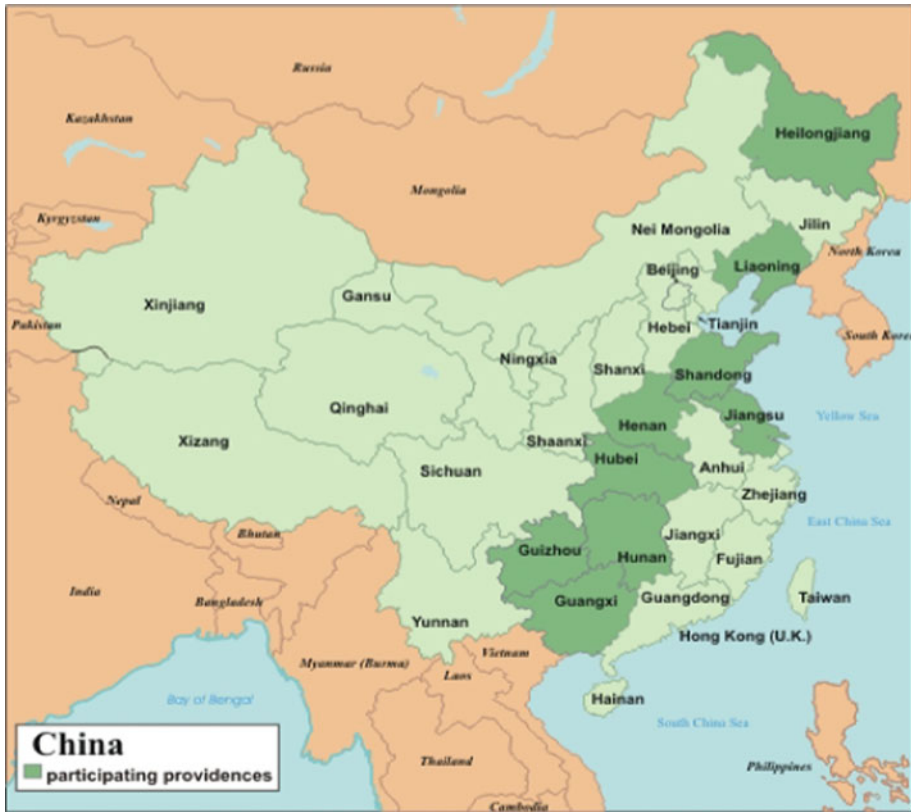 Russia
Kazakhstan
Heilongjiang
Mongolia
Kyrgyzstan
Jilin
Nei Mongolia
North Korea
Beijing
Liaoning
Gansu
Xinjiang
Pakistan
Hebei
Tianjin
South Kore
Ningxia
Shanxi
Shandong
Qinghai
Jiangsu
Yellow Sea
Henan
Xizang
Shaanxi
Hubei
Sichuan
Anhui
Zhejiang
Nepal
East China Sea
Bhutan
Jiangxi
Guizhou
Hunan
Fujian
India
Bangladesh
Guangxi
Guangdong
Taiwan
Yunnan
Hong Kong (U.K.)
Vietnam
Myanmar (Burma)
Laos
Bay of Bengal
Hainan
South China Sea
China
participating providences
Thailand
Philippines
Cambodia